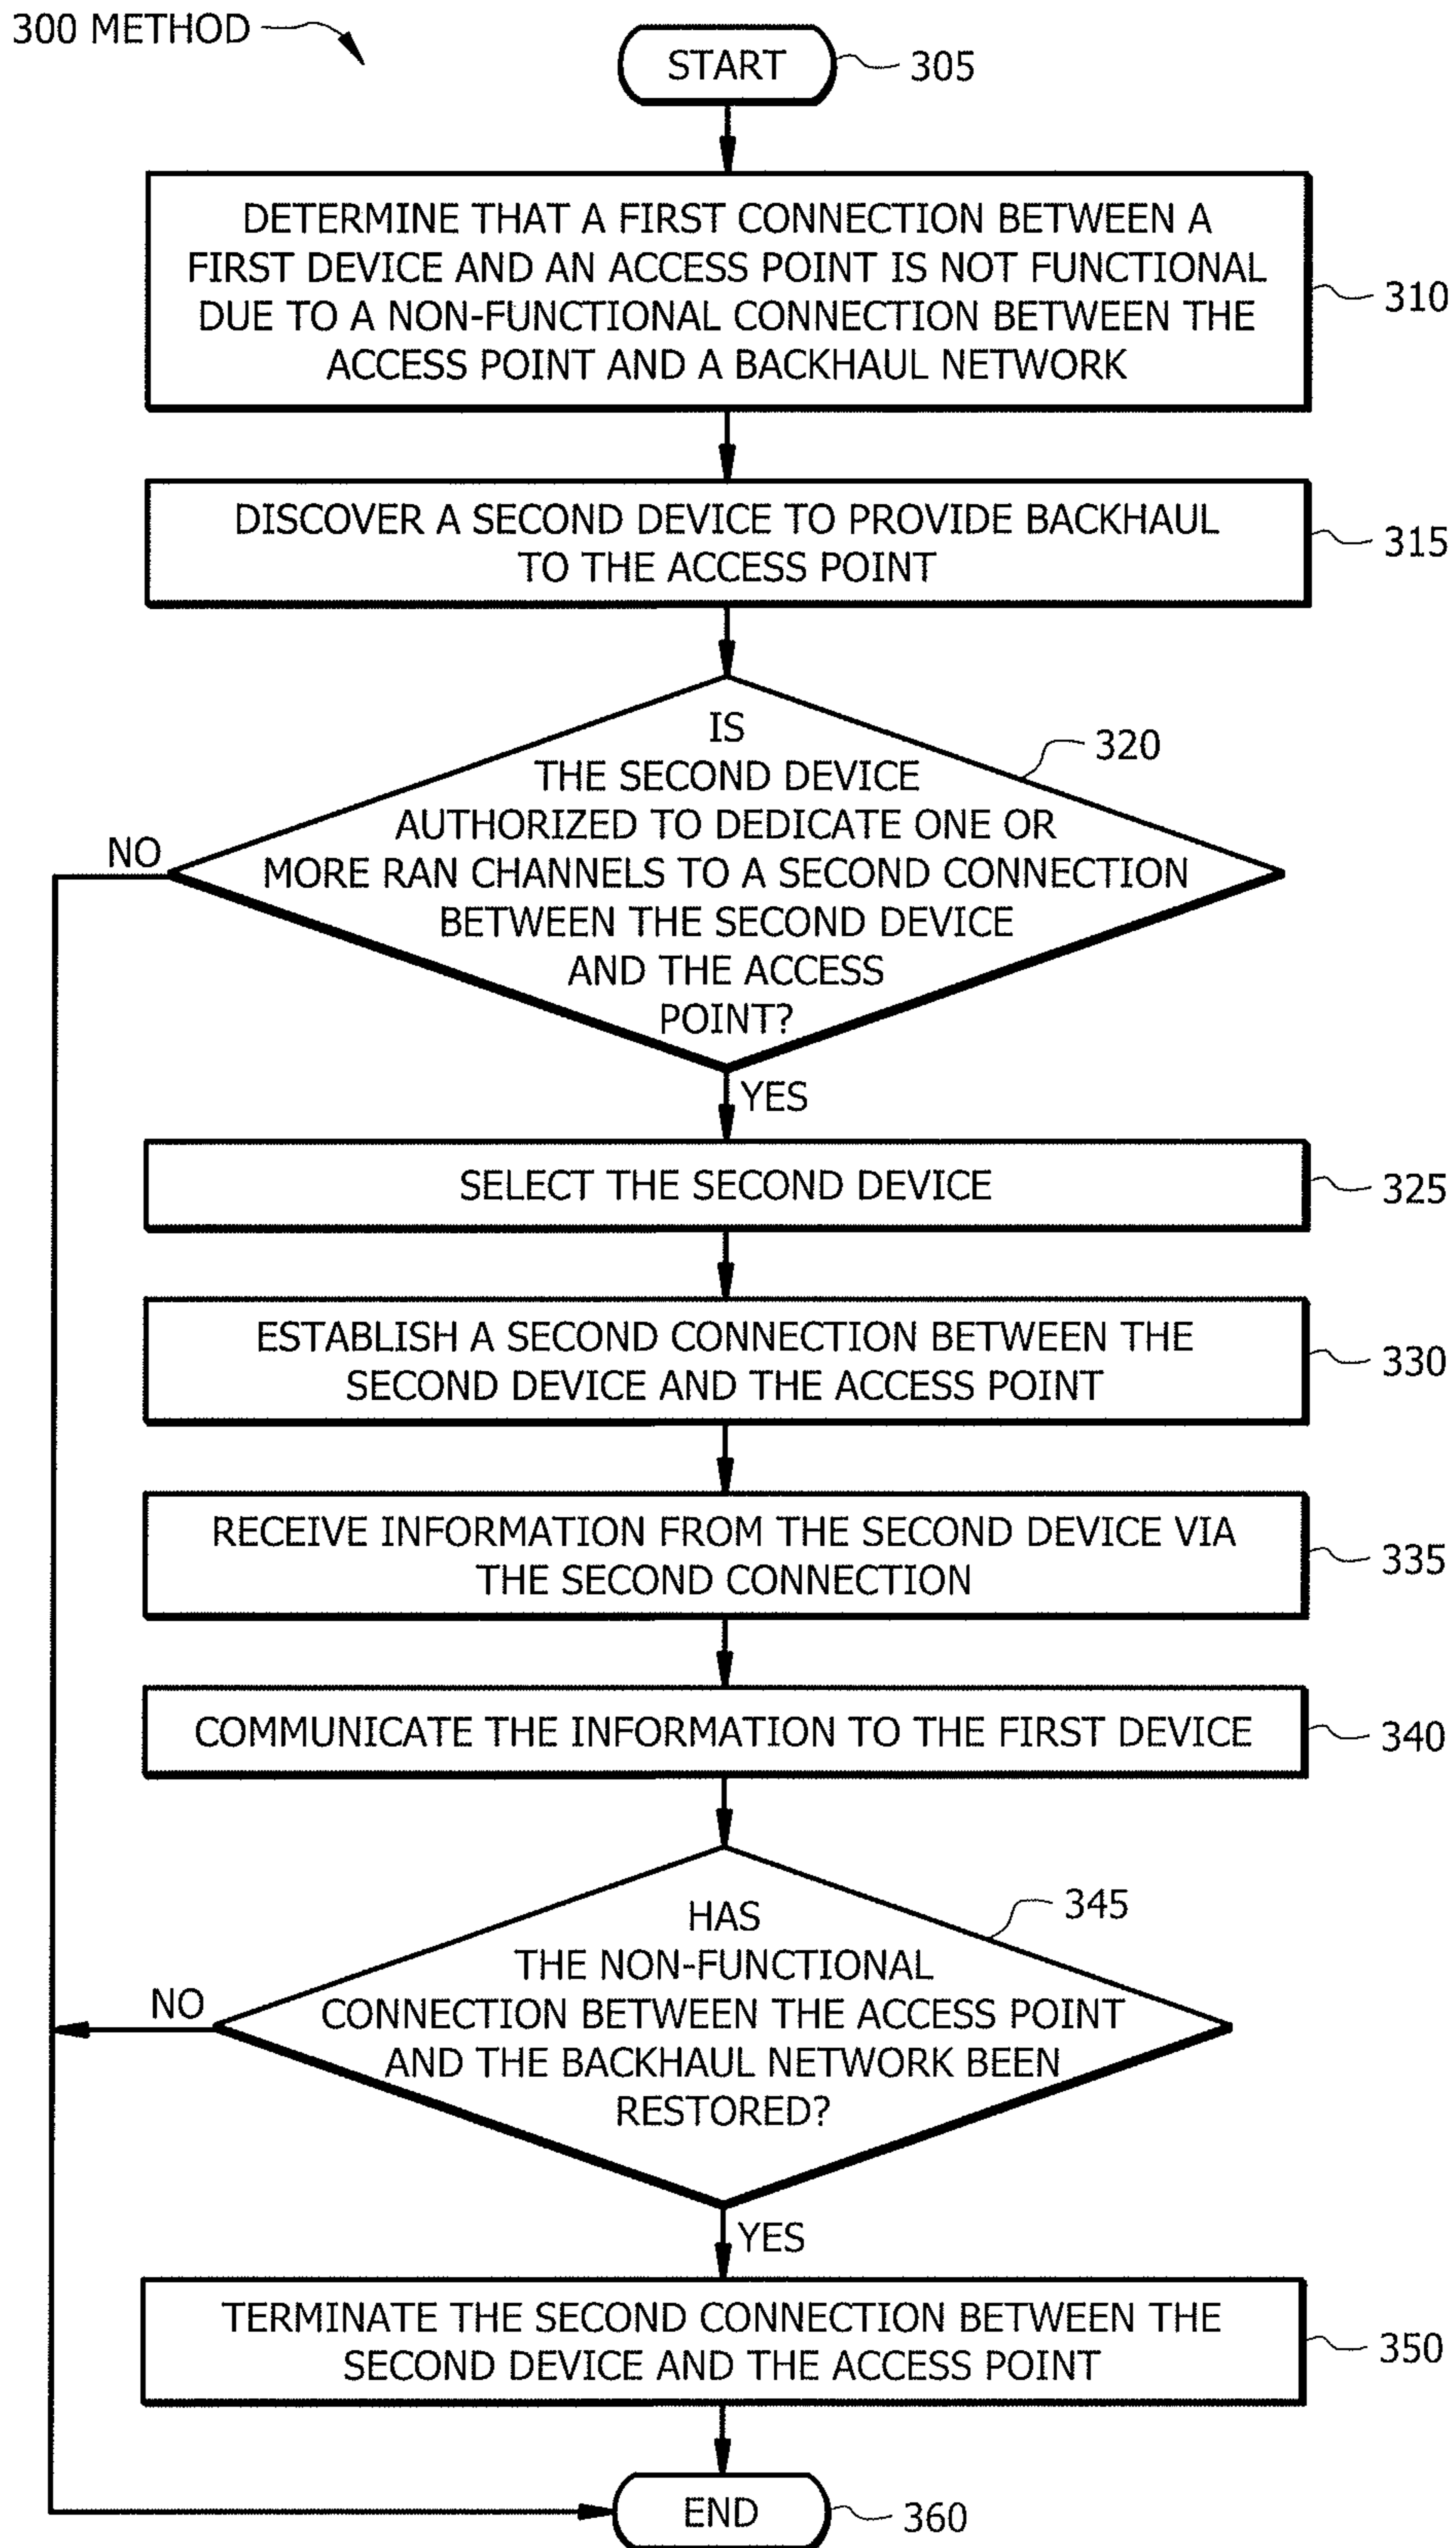 300 METHOD
START
305
DETERMINE THAT A FIRST CONNECTION BETWEEN A
FIRST DEVICE AND AN ACCESS POINT IS NOT FUNCTIONAL
DUE TO A NON-FUNCTIONAL CONNECTION BETWEEN THE
ACCESS POINT AND A BACKHAUL NETWORK
310
DISCOVER A SECOND DEVICE TO PROVIDE BACKHAUL
TO THE ACCESS POINT
315
IS
THE SECOND DEVICE
AUTHORIZED TO DEDICATE ONE OR
MORE RAN CHANNELS TO A SECOND CONNECTION
BETWEEN THE SECOND DEVICE
AND THE ACCESS
POINT?
320
NO
YES
SELECT THE SECOND DEVICE
325
ESTABLISH A SECOND CONNECTION BETWEEN THE
SECOND DEVICE AND THE ACCESS POINT
330
RECEIVE INFORMATION FROM THE SECOND DEVICE VIA
THE SECOND CONNECTION
335
COMMUNICATE THE INFORMATION TO THE FIRST DEVICE
340
HAS
THE NON-FUNCTIONAL
CONNECTION BETWEEN THE ACCESS POINT
AND THE BACKHAUL NETWORK BEEN
RESTORED?
345
NO
YES
TERMINATE THE SECOND CONNECTION BETWEEN THE
SECOND DEVICE AND THE ACCESS POINT
350
END
360